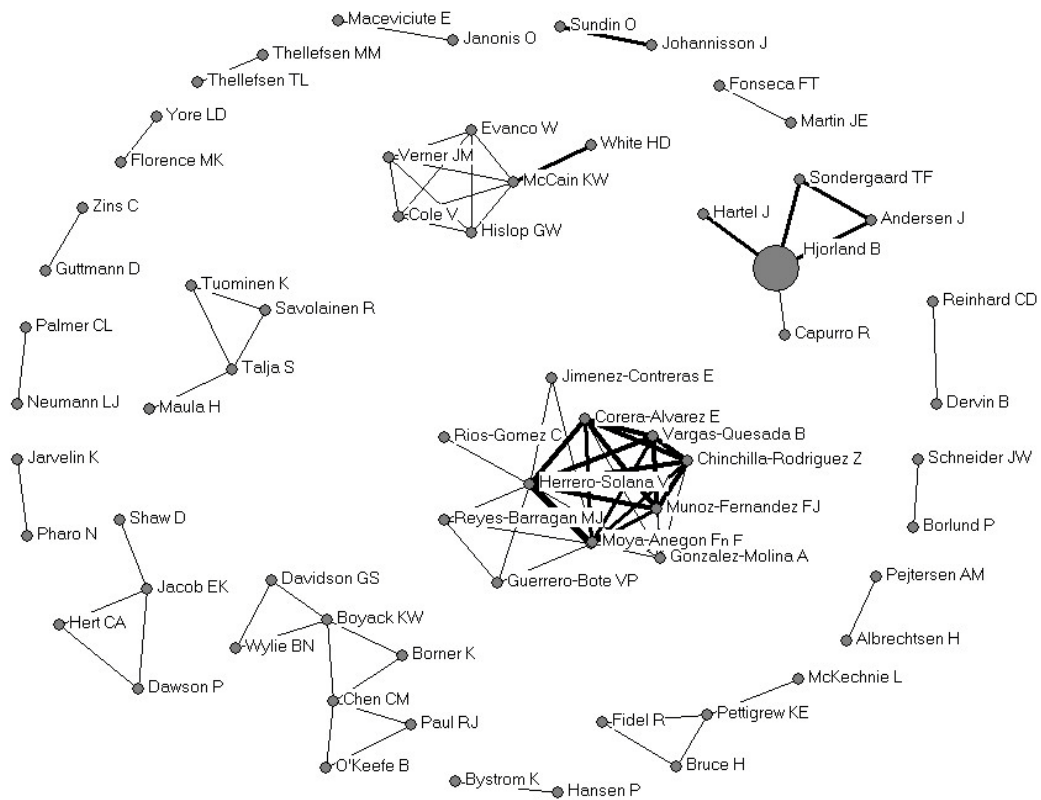 Maceviciute E
Sundin O
Janonis O
Johannisson J
Thellefsen MM
Thellefsen TL
Fonseca FT
Yore LD
Martin JE
Evanco W
White HD
Verner JM
Florence MK
McCain KW
Sondergaard TF
Zins C
Cole V
Hartel J
Andersen J
Hislop GW
Hjorland B
Guttmann D
Tuominen K
Reinhard CD
Savolainen R
Palmer CL
Capurro R
Talja S
Jimenez-Contreras E
Neumann LJ
Maula H
Dervin B
Corera-Alvarez E
Rios-Gomez C
Vargas-Quesada B
Jarvelin K
Chinchilla-Rodriguez Z
Schneider JW
Herrero-Solana V
Munoz-Fernandez FJ
Shaw D
Reyes-Barragan MJ
Borlund P
Pharo N
Moya-Anegon Fn F
Gonzalez-Molina A
Davidson GS
Guerrero-Bote VP
Pejtersen AM
Jacob EK
Hert CA
Boyack KW
Albrechtsen H
Wylie BN
Borner K
McKechnie L
Dawson P
Chen CM
Pettigrew KE
Paul RJ
Fidel R
O'Keefe B
Bruce H
Bystrom K
Hansen P